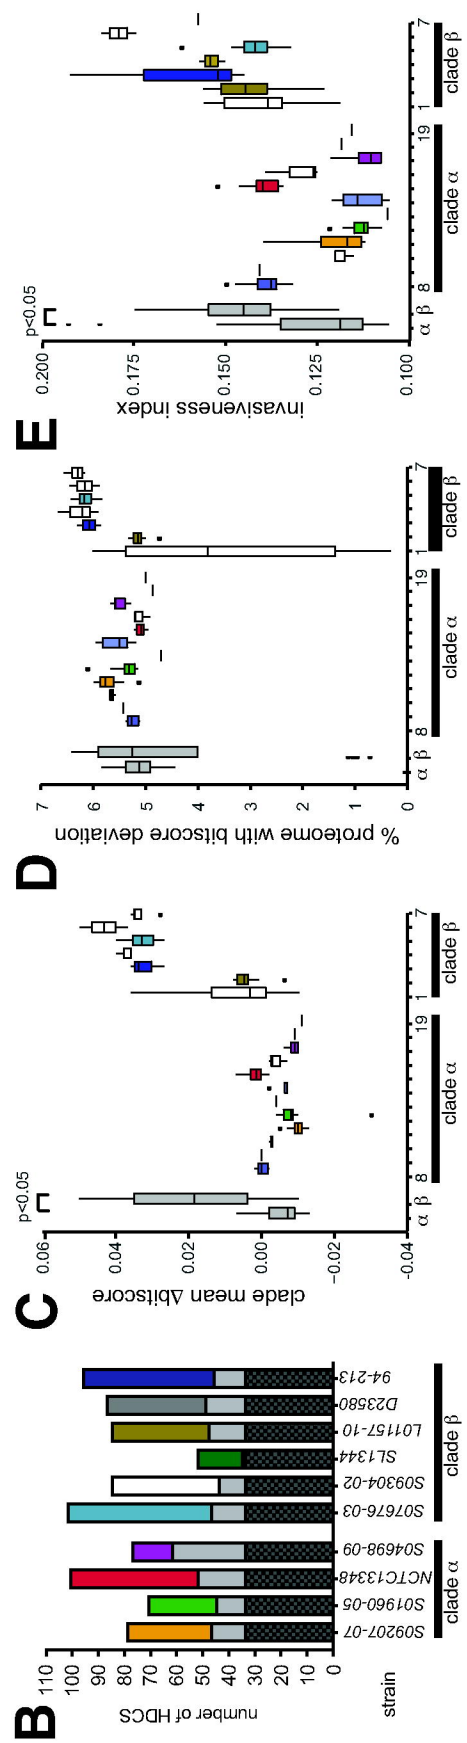 B
number of HDCS
110
100
90
80
70
60
50
40
30
20
10
0
strain
S09207-07
S01960-05
NCTC13348
S04698-09
S07676-03
S09304-02
SL1344
L01157-10
D23580
94-213
clade α
clade β
C
clade mean Δbitscore
p<0.05
0.06
0.04
0.02
0.00
−0.02
−0.04
α β 8 19 1 7
clade α
clade β
D
% proteome with bitscore deviation
7
6
5
4
3
2
1
0
α β 8 19 1 7
clade α
clade β
E
invasiveness index
p<0.05
0.200
0.175
0.150
0.125
0.100
α β 8 19 1 7
clade α
clade β